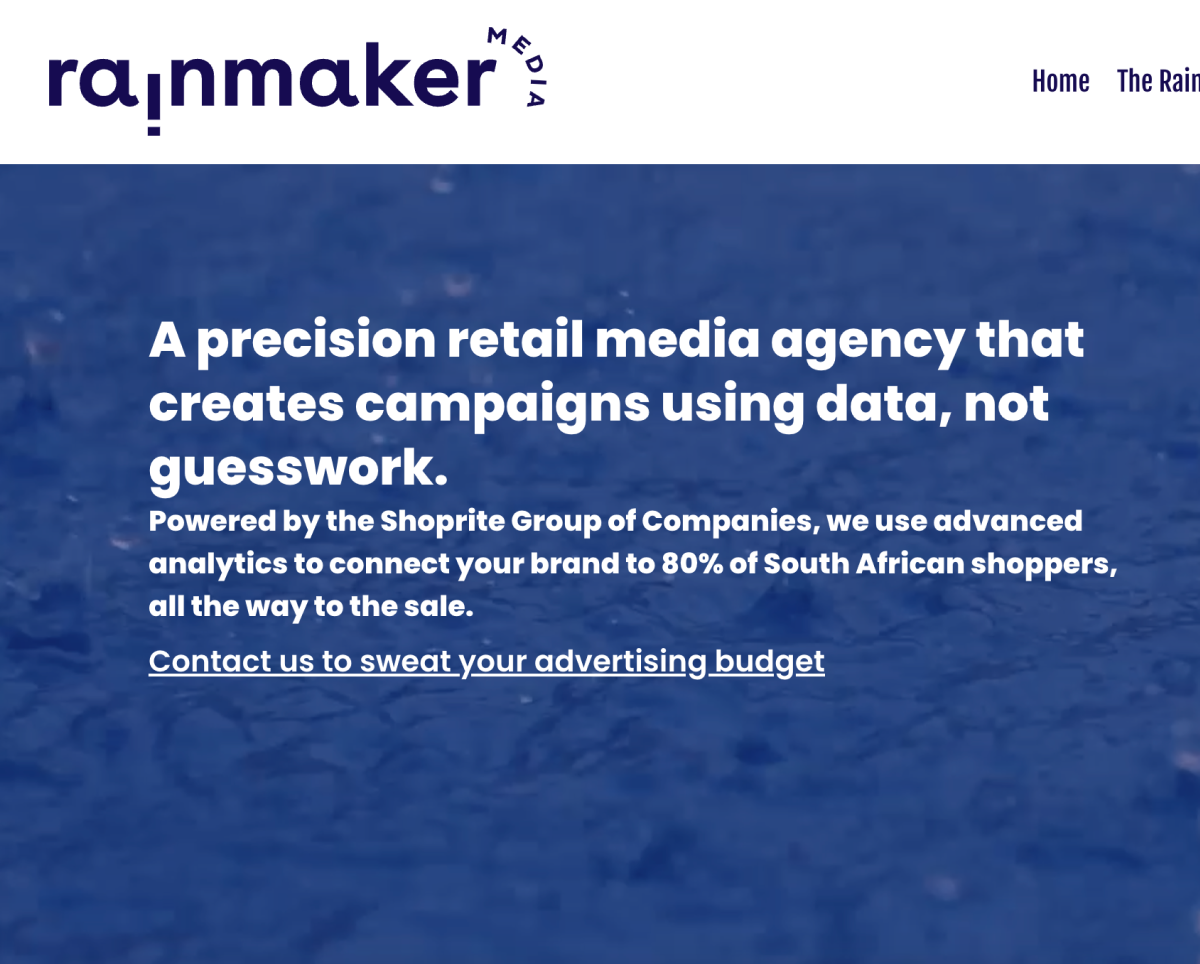 rainmaker MEDIA
Home The
A precision retail media agency that
creates campaigns using data, not
guesswork.
Powered by the Shoprite Group of Companies, we use advanced
analytics to connect your brand to 80% of South African shoppers,
all the way to the sale.
Contact us to sweat your advertising budget